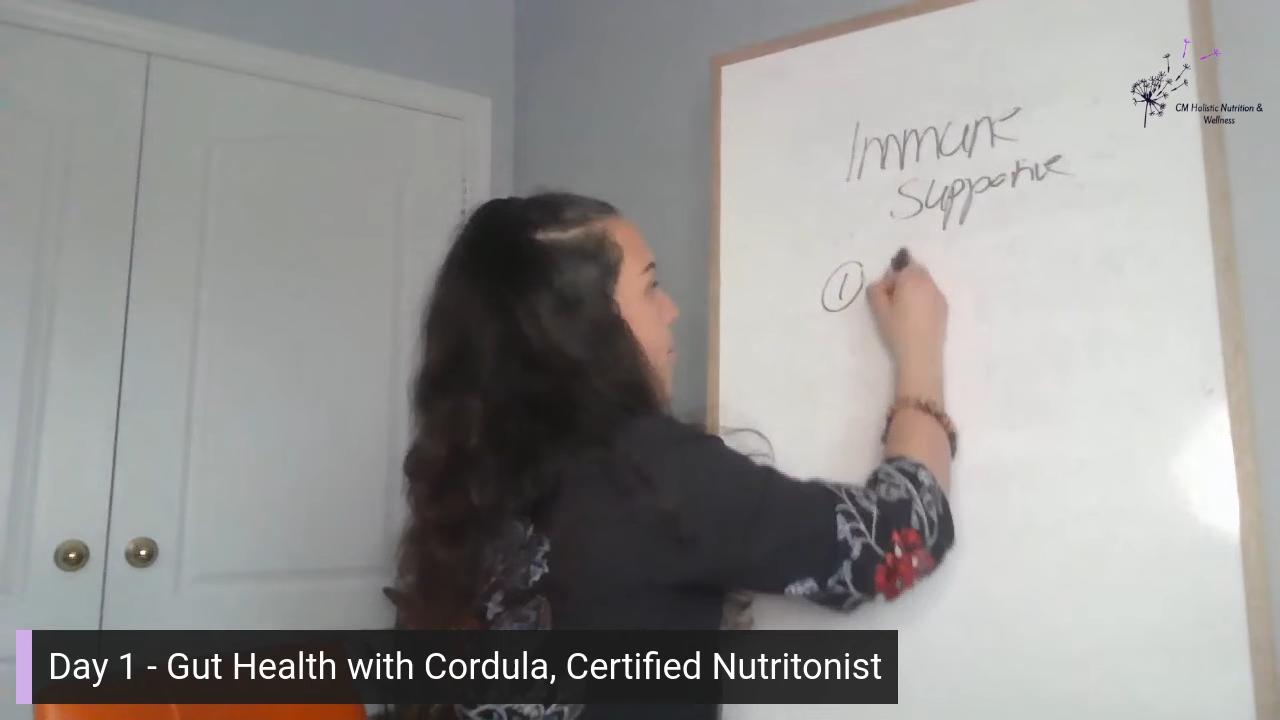 CM Holistic Nutrition &
Wellness
Immune
Supportive
1
Day 1 - Gut Health with Cordula, Certified Nutritonist